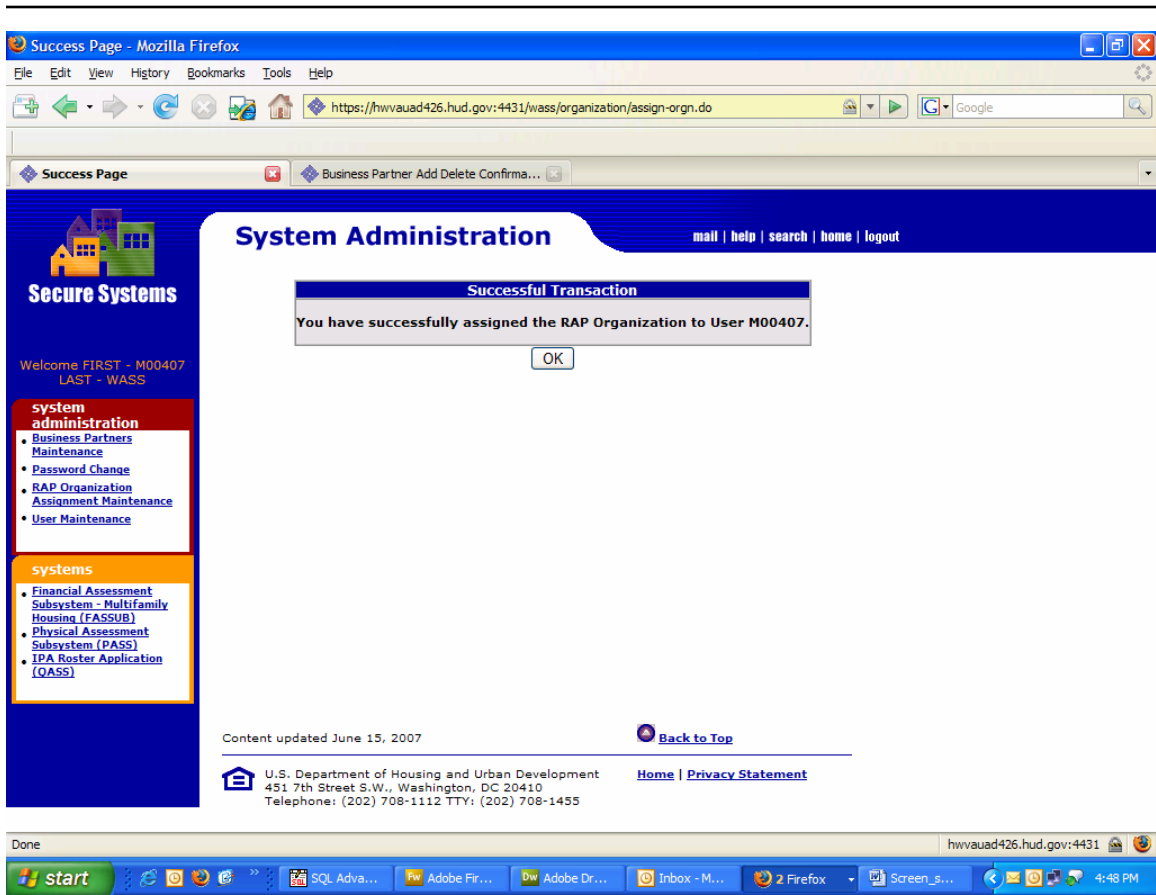 Success Page - Mozilla Firefox
File Edit View History Bookmarks Tools Help
https://hwvauad426.hud.gov:4431/wass/organization/assign-orgn.do
G Google
Success Page
Business Partner Add Delete Confirma...
System Administration
mail | help | search | home | logout
Secure Systems
Successful Transaction
You have successfully assigned the RAP Organization to User M00407.
OK
Welcome FIRST - M00407
LAST - WASS
system
administration
Business Partners
Maintenance
Password Change
RAP Organization
Assignment Maintenance
User Maintenance
systems
Financial Assessment
Subsystem - Multifamily
Housing (FASSUB)
Physical Assessment
Subsystem (PASS)
IPA Roster Application
(QASS)
Content updated June 15, 2007
Back to Top
U.S. Department of Housing and Urban Development
451 7th Street S.W., Washington, DC 20410
Telephone: (202) 708-1112 TTY: (202) 708-1455
Home | Privacy Statement
Done
hwvauad426.hud.gov:4431
start
SQL Adva...
Fw Adobe Fir...
Dw Adobe Dr...
Inbox - M...
2 Firefox
Screen_s...
4:48 PM